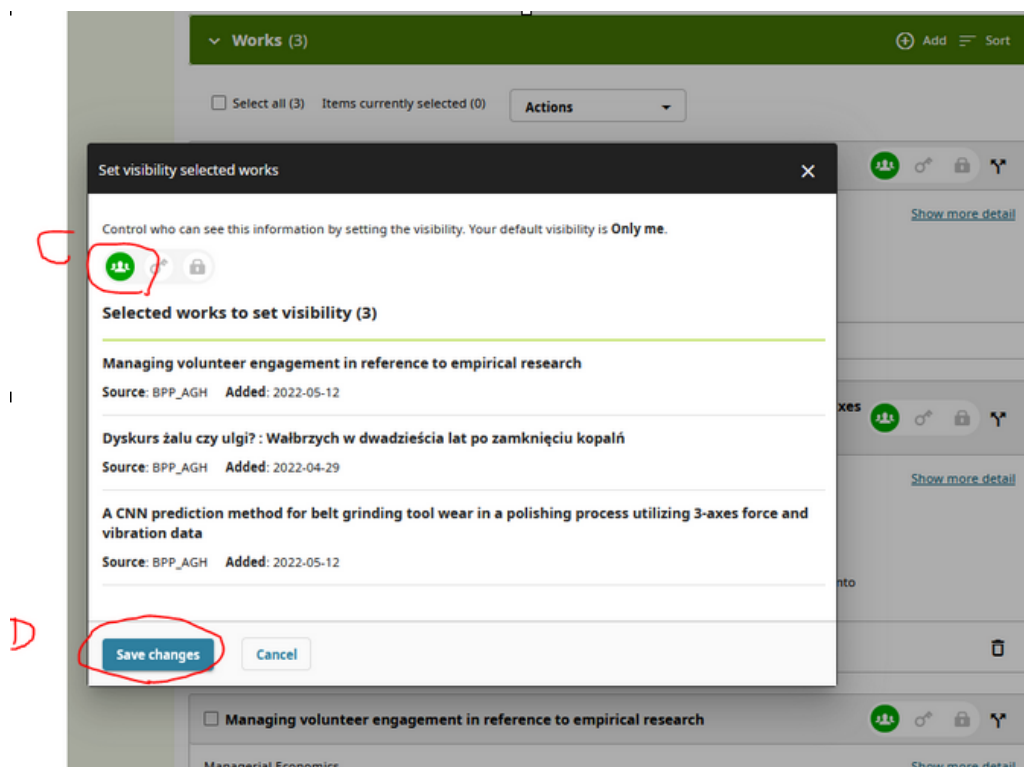 Works (3)
Add
Sort
Select all (3) Items currently selected (0) Actions
Set visibility selected works
Show more detail
C
Control who can see this information by setting the visibility. Your default visibility is Only me.
Selected works to set visibility (3)
Managing volunteer engagement in reference to empirical research
Source: BPP_AGH Added: 2022-05-12
xes
Dyskurs żalu czy ulgi? : Wałbrzych w dwadzieścia lat po zamknięciu kopalń
Source: BPP_AGH Added: 2022-04-29
Show more detail
A CNN prediction method for belt grinding tool wear in a polishing process utilizing 3-axes force and
vibration data
Source: BPP_AGH Added: 2022-05-12
nto
D
Save changes Cancel
Managing volunteer engagement in reference to empirical research
Managerial Economics
Show more detail